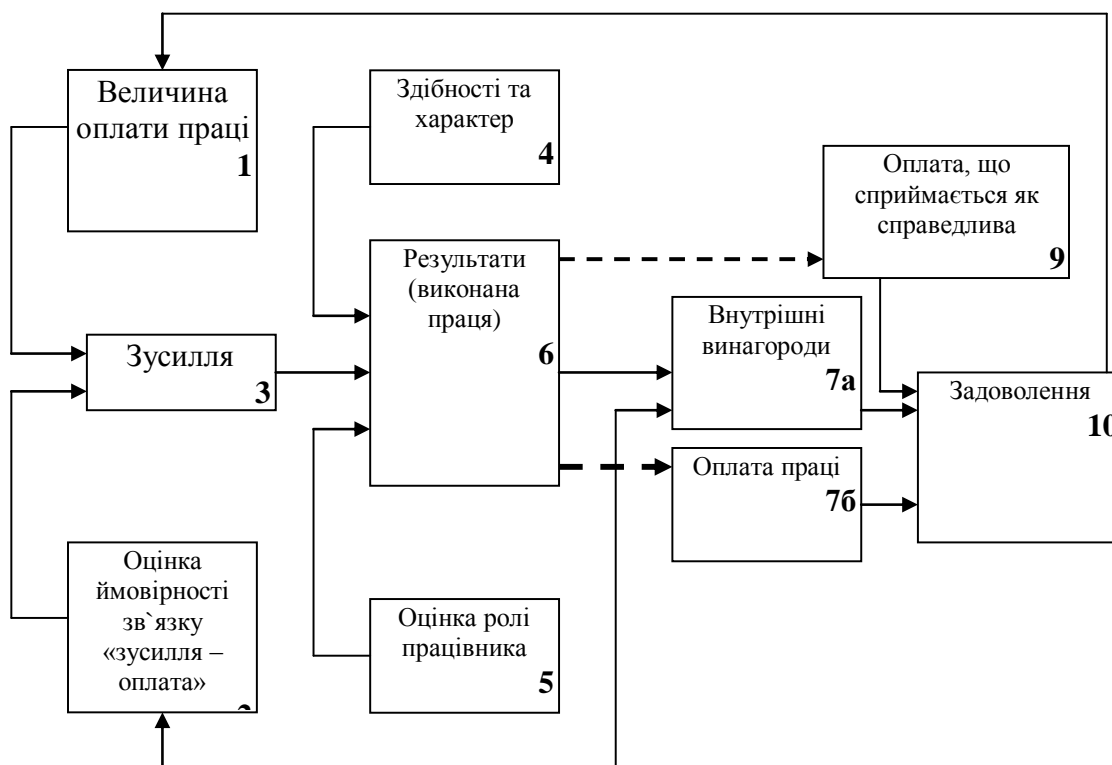 Величина
оплати праці
1
Здібності та
характер
4
Оплата, що
сприймається як
справедлива
9
Результати
(виконана
праця)
6
Внутрішні
винагороди
7а
Зусилля
3
Задоволення
10
Оплата праці
7б
Оцінка
ймовірності
зв`язку
«зусилля –
оплата»
Оцінка ролі
працівника
5